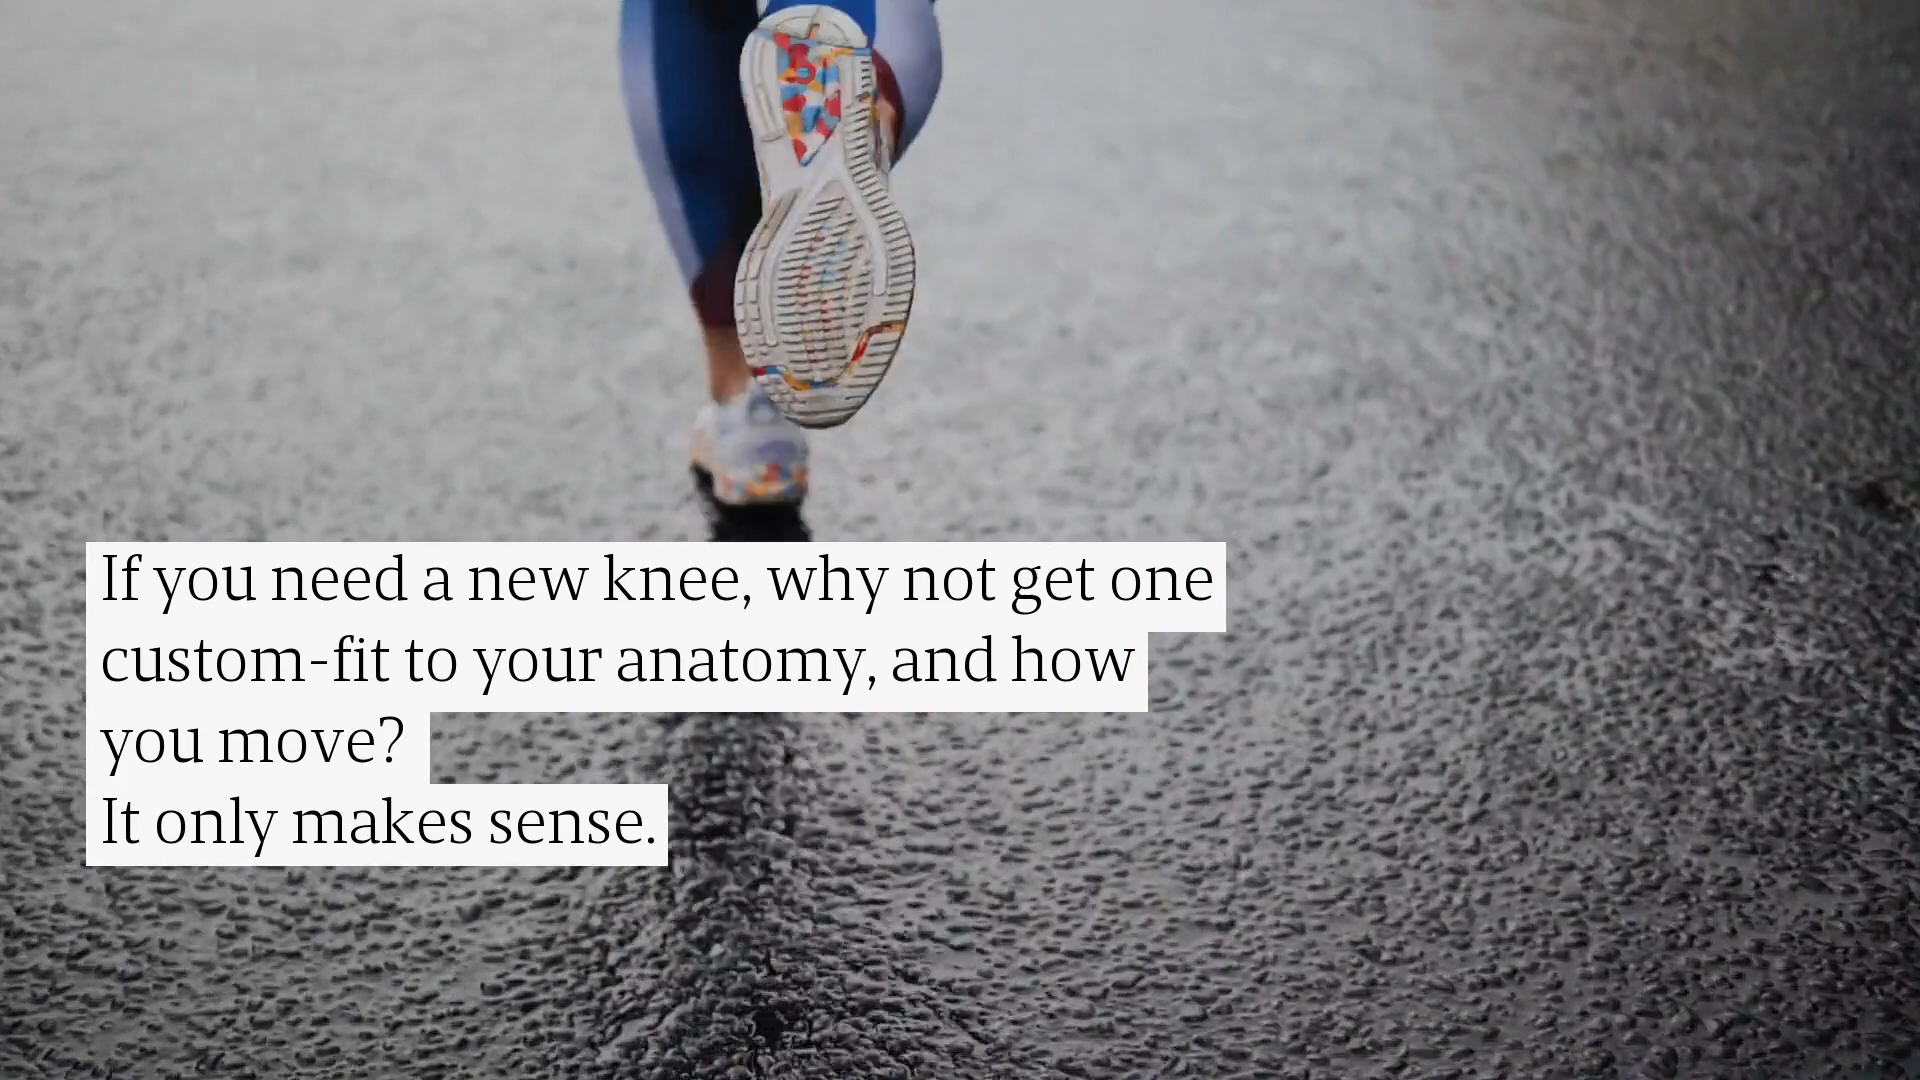 If you need a new knee, why not get one
custom-fit to your anatomy, and how
you move?
It only makes sense.